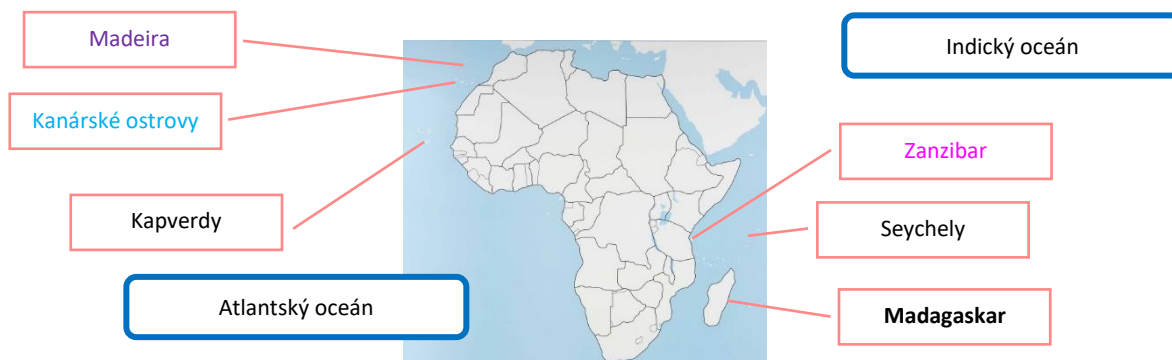 Madeira
Indický oceán
Kanárské ostrovy
Zanzibar
Kapverdy
Seychely
Atlantský oceán
Madagaskar